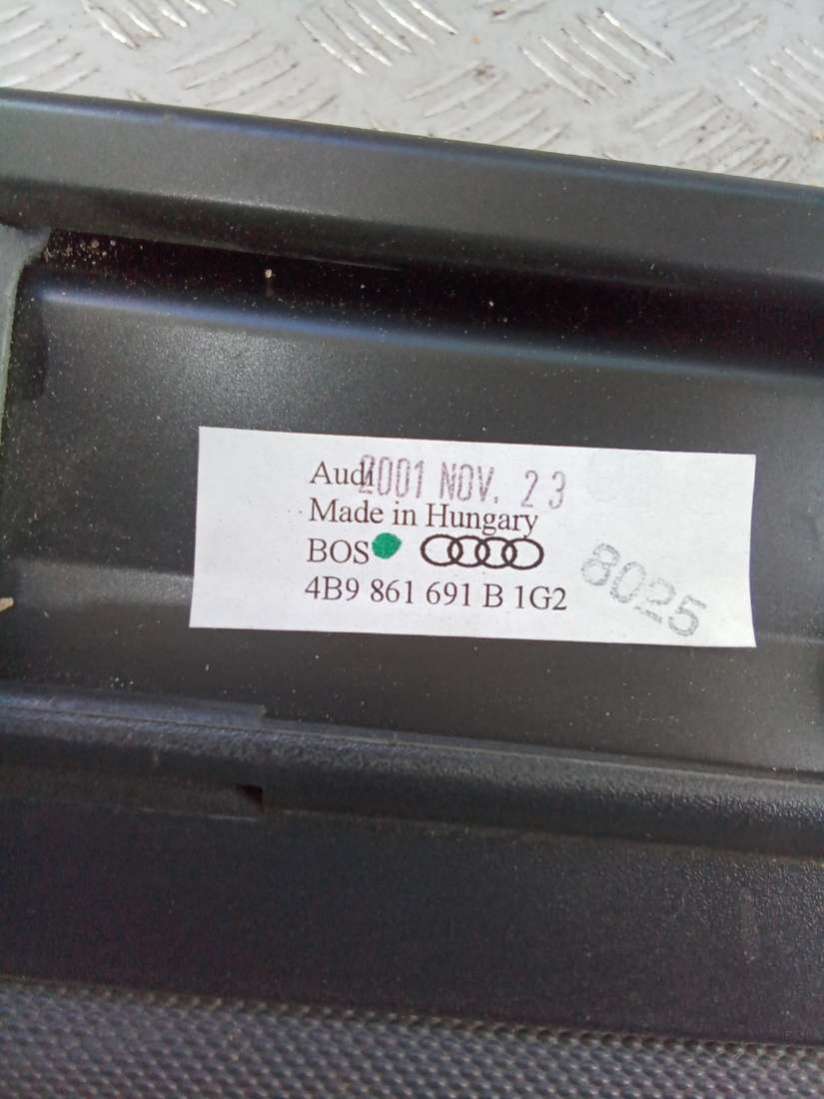 Audi 2001 NOV. 23
Made in Hungary
BOS
4B9 861 691 B 1G2
8025